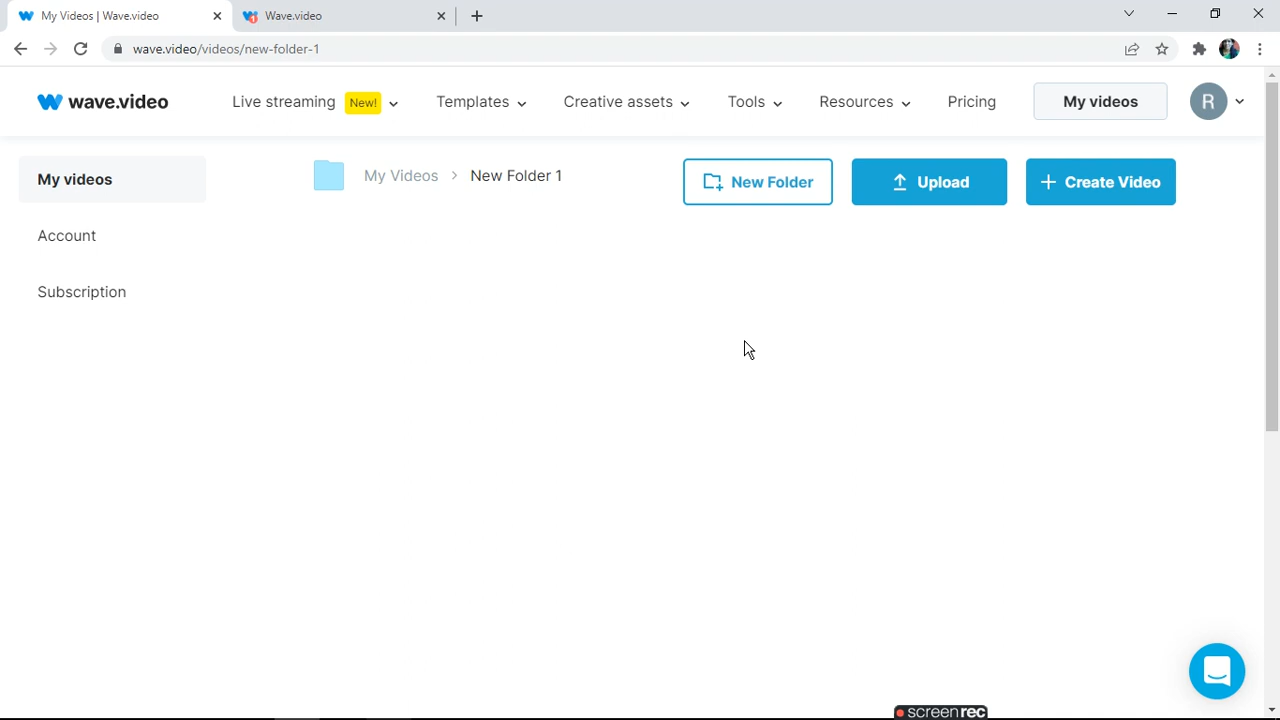 My Videos | Wave.video
Wave.video
wave.video/videos/new-folder-1
wave.video
Live streaming New! Templates Creative assets Tools Resources Pricing My videos R
My videos
My Videos > New Folder 1
New Folder Upload + Create Video
Account
Subscription
screenrec